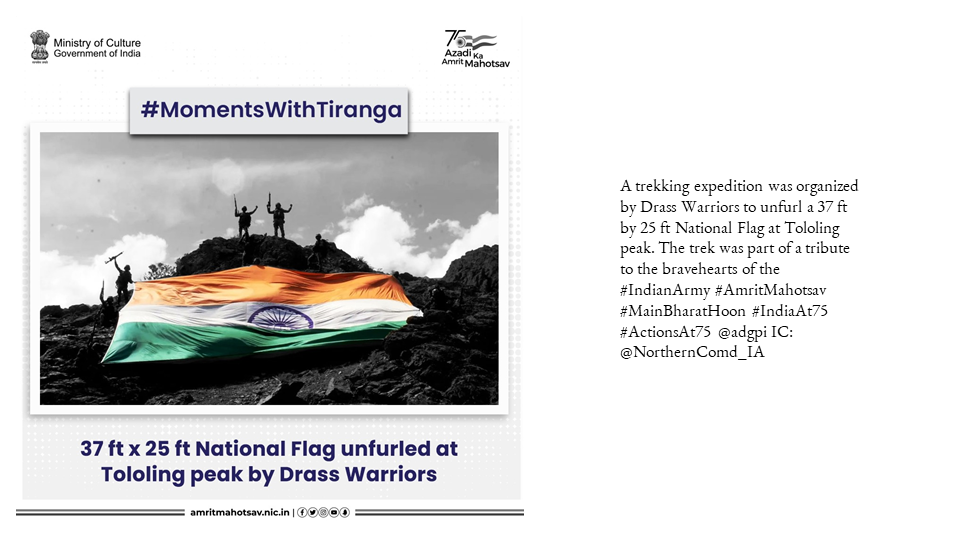 Ministry of Culture
Government of India
75
Azadi Ka
Amrit Mahotsav
#MomentsWithTiranga
37 ft x 25 ft National Flag unfurled at
Tololing peak by Drass Warriors
amritmahotsav.nic.in |
A trekking expedition was organized
by Drass Warriors to unfurl a 37 ft
by 25 ft National Flag at Tololing
peak. The trek was part of a tribute
to the bravehearts of the
#IndianArmy #AmritMahotsav
#MainBharatHoon #IndiaAt75
#ActionsAt75 @adgpi IC:
@NorthernComd_IA